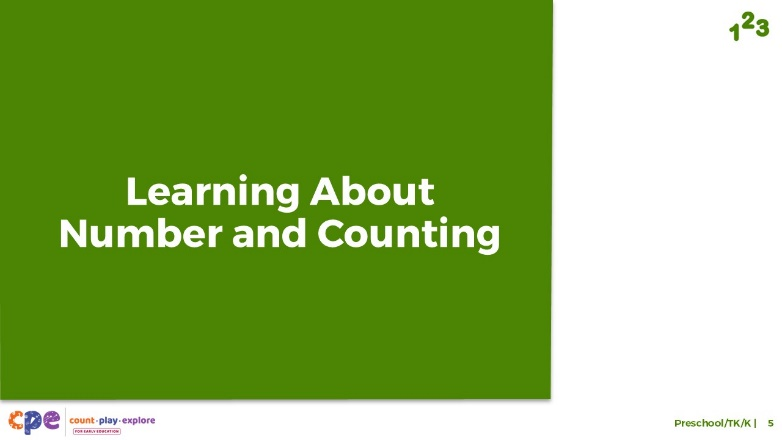 123
Learning About
Number and Counting
cpe
count·play·explore
FOR EARLY EDUCATION
Preschool/TK/K | 5